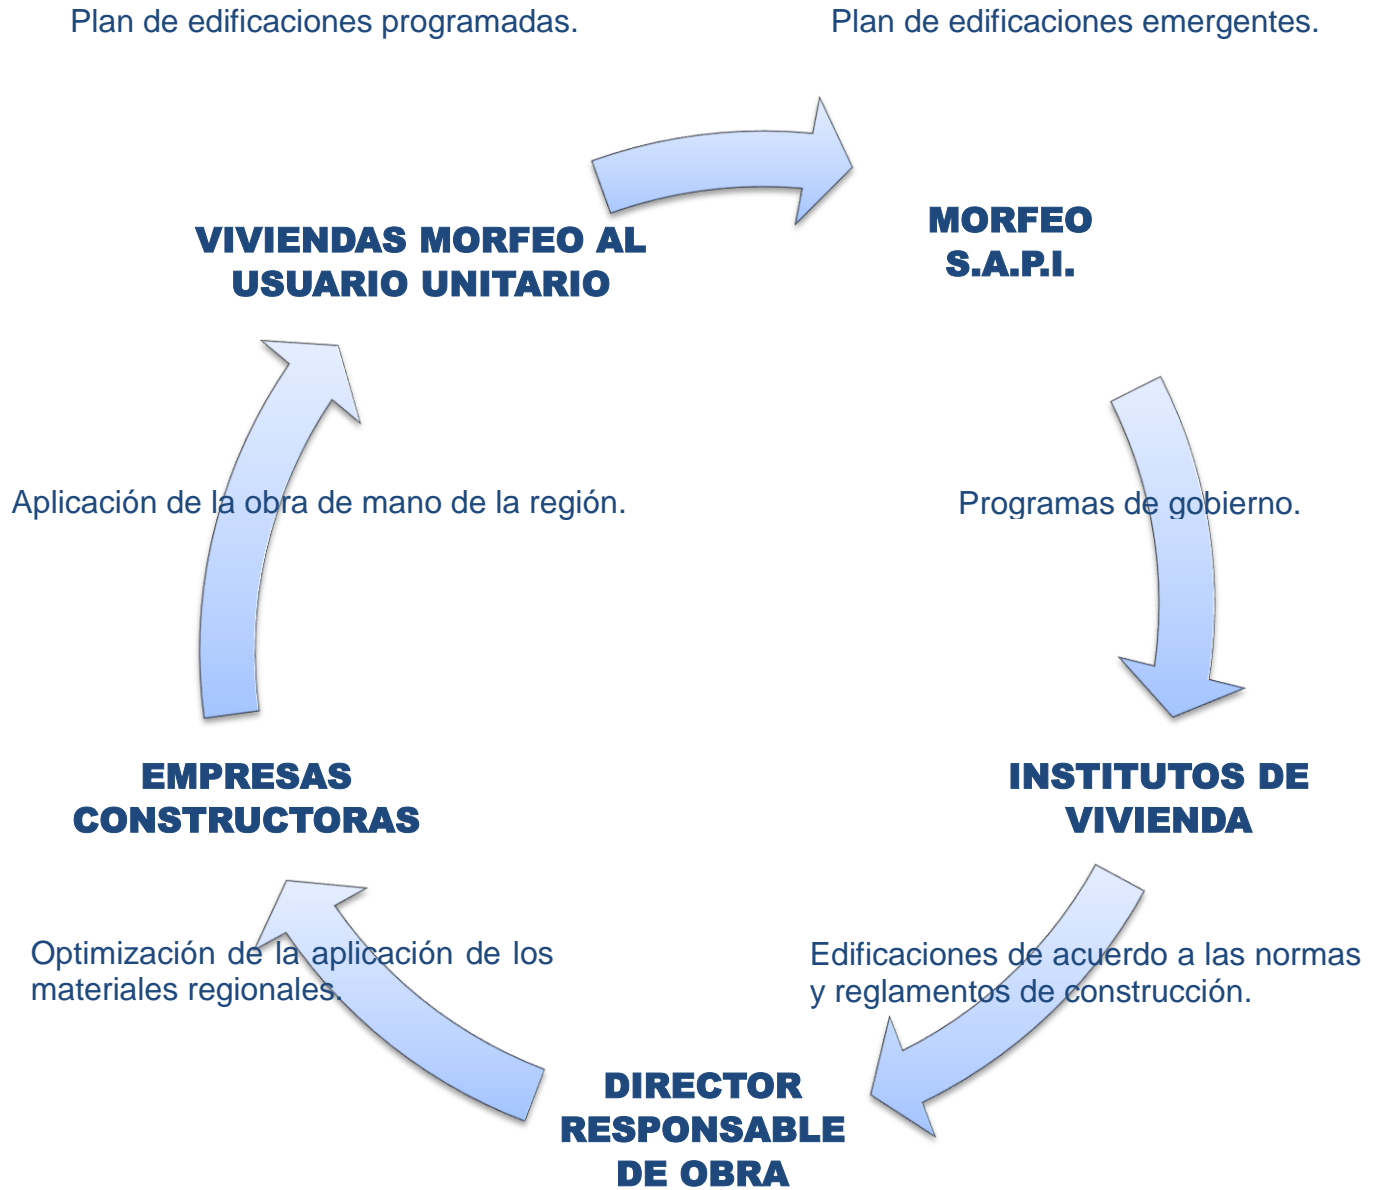 Plan de edificaciones programadas.
Plan de edificaciones emergentes.
MORFEO
S.A.P.I.
VIVIENDAS MORFEO AL
USUARIO UNITARIO
Aplicación de la obra de mano de la región.
Programas de gobierno.
EMPRESAS
CONSTRUCTORAS
INSTITUTOS DE
VIVIENDA
Optimización de la aplicación de los
materiales regionales.
Edificaciones de acuerdo a las normas
y reglamentos de construcción.
DIRECTOR
RESPONSABLE
DE OBRA